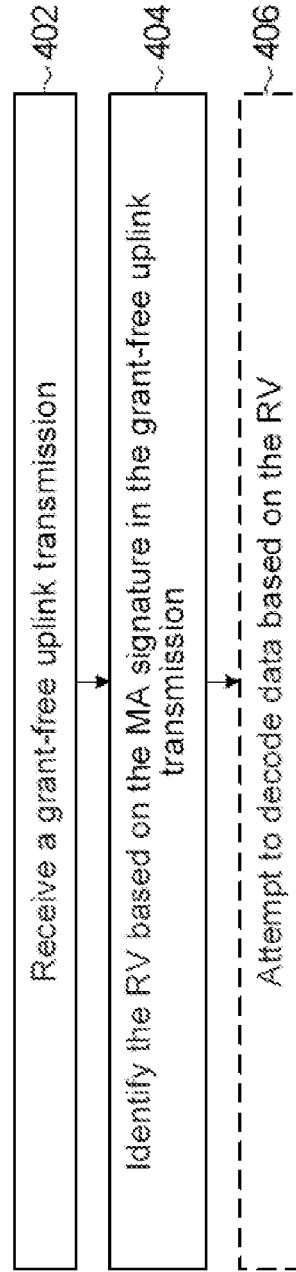 Receive a grant-free uplink transmission
402
Identify the RV based on the MA signature in the grant-free uplink
transmission
404
Attempt to decode data based on the RV
406